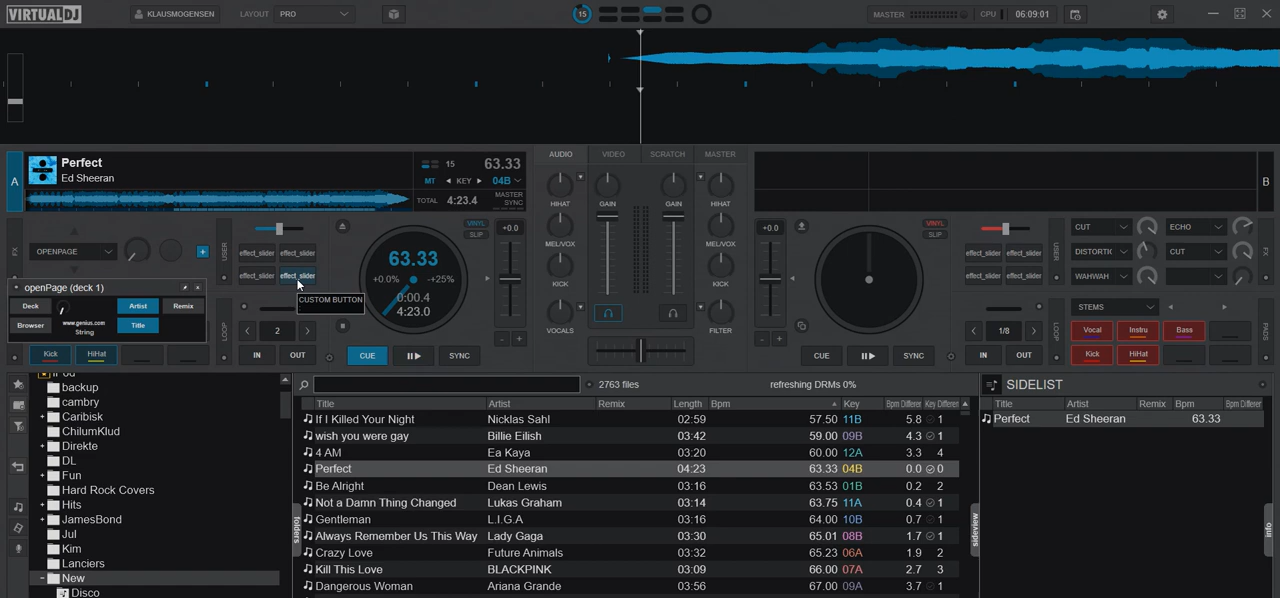 VIRTUALDJ KLAUSMOGENSEN LAYOUT PRO 15 MASTER CPU 06:09:01
A Perfect 15 63.33 B
Ed Sheeran MT KEY 04B
TOTAL 4:23.4 MASTER SYNC
AUDIO VIDEO SCRATCH MASTER
HIHAT GAIN GAIN HIHAT
MEL/VOX MEL/VOX
KICK KICK
VOCALS FILTER
FX OPENPAGE USER effect_slider effect_slider
effect_slider effect_slider
CUSTOM BUTTON
VINYL +0.0
SLIP
63.33
+0.0% +25%
0:00.4
4:23.0
+0.0 VINYL
SLIP
effect_slider effect_slider USER CUT ECHO FX
effect_slider effect_slider DISTORTIC CUT
WAHWAH
openPage (deck 1)
Deck Artist Remix
www.genius.com
Browser String Title
Kick HiHat
LOOP 2
IN OUT CUE SYNC
- +
- +
CUE SYNC
1/8 LOOP STEMS PADS
IN OUT Vocal Instru Bass
Kick HiHat
iPod
backup
cambry
Caribisk
ChilumKlud
Direkte
DL
Fun
Hard Rock Covers
Hits
JamesBond
Jul
Kim
Lanciers
New
Disco
folders
2763 files refreshing DRMs 0%
Title Artist Remix Length Bpm Key Bpm Differer Key Differer
If I Killed Your Night Nicklas Sahl 02:59 57.50 11B 5.8 1
wish you were gay Billie Eilish 03:42 59.00 09B 4.3 1
4 AM Ea Kaya 03:20 60.00 12A 3.3 4
Perfect Ed Sheeran 04:23 63.33 04B 0.0 0
Be Alright Dean Lewis 03:16 63.53 01B 0.2 2
Not a Damn Thing Changed Lukas Graham 03:14 63.75 11A 0.4 1
Gentleman L.I.G.A 03:16 64.00 10B 0.7 1
Always Remember Us This Way Lady Gaga 03:30 65.01 08B 1.7 1
Crazy Love Future Animals 03:32 65.23 06A 1.9 2
Kill This Love BLACKPINK 03:09 66.00 07A 2.7 3
Dangerous Woman Ariana Grande 03:56 67.00 09A 3.7 1
sideview
SIDELIST
Title Artist Remix Bpm Bpm Differer
Perfect Ed Sheeran 63.33
info